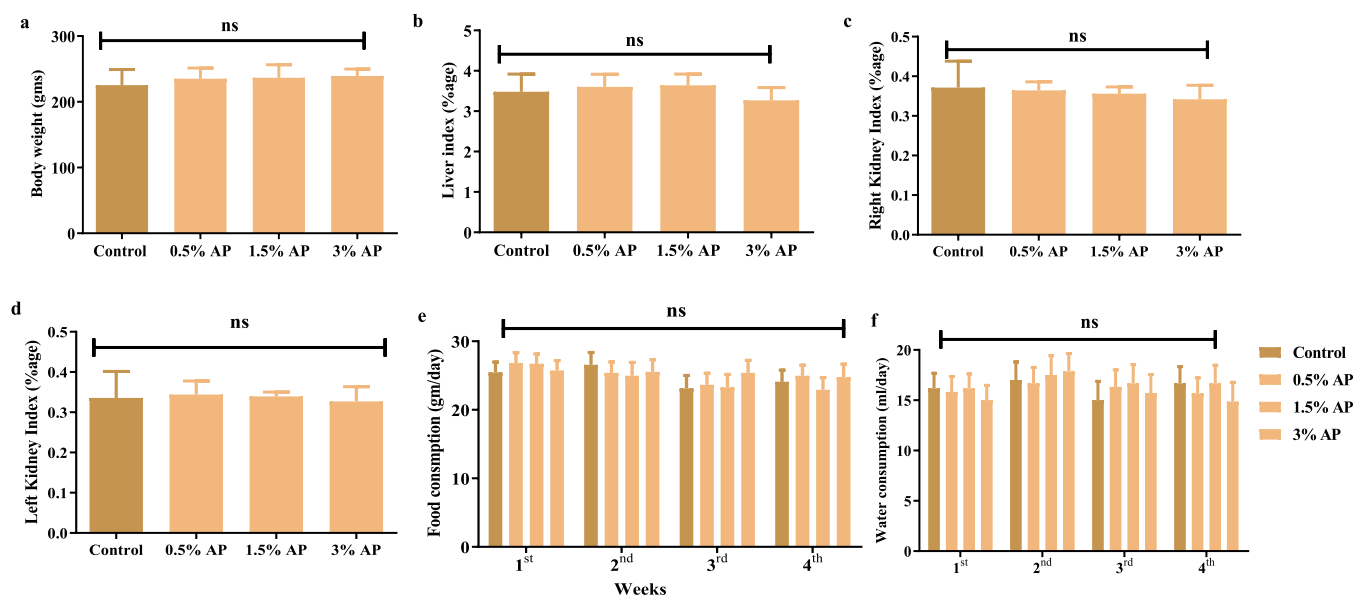 a
ns
Body weight (gms)
300
200
100
0
Control 0.5% AP 1.5% AP 3% AP
b
ns
Liver index (%age)
5
4
3
2
1
0
Control 0.5% AP 1.5% AP 3% AP
c
ns
Right Kidney Index (%age)
0.5
0.4
0.3
0.2
0.1
0.0
Control 0.5% AP 1.5% AP 3% AP
d
ns
Left Kidney Index (%age)
0.5
0.4
0.3
0.2
0.1
0.0
Control 0.5% AP 1.5% AP 3% AP
e
ns
Food consmption (gm/day)
30
20
10
0
1st 2nd 3rd 4th
Weeks
f
ns
Water consumption (ml/day)
20
15
10
5
0
1st 2nd 3rd 4th
Control
0.5% AP
1.5% AP
3% AP